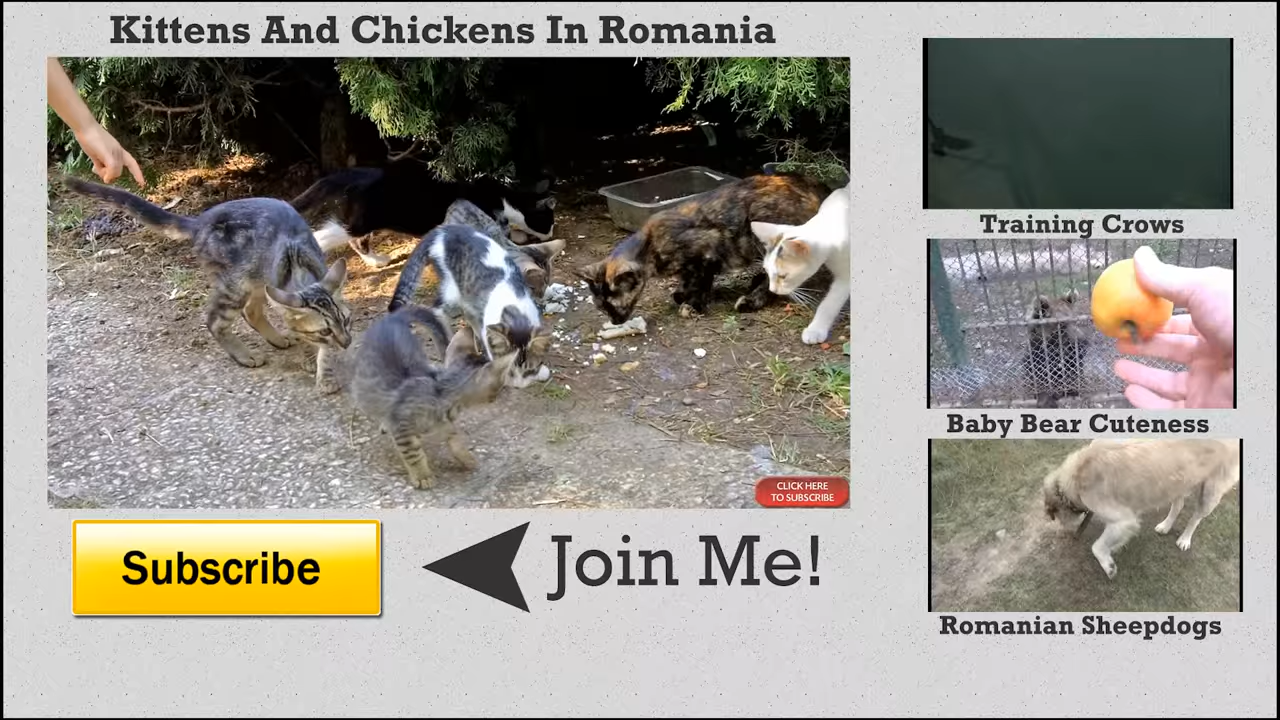 Kittens And Chickens In Romania
Training Crows
Baby Bear Cuteness
CLICK HERE
TO SUBSCRIBE
Subscribe
Join Me!
Romanian Sheepdogs